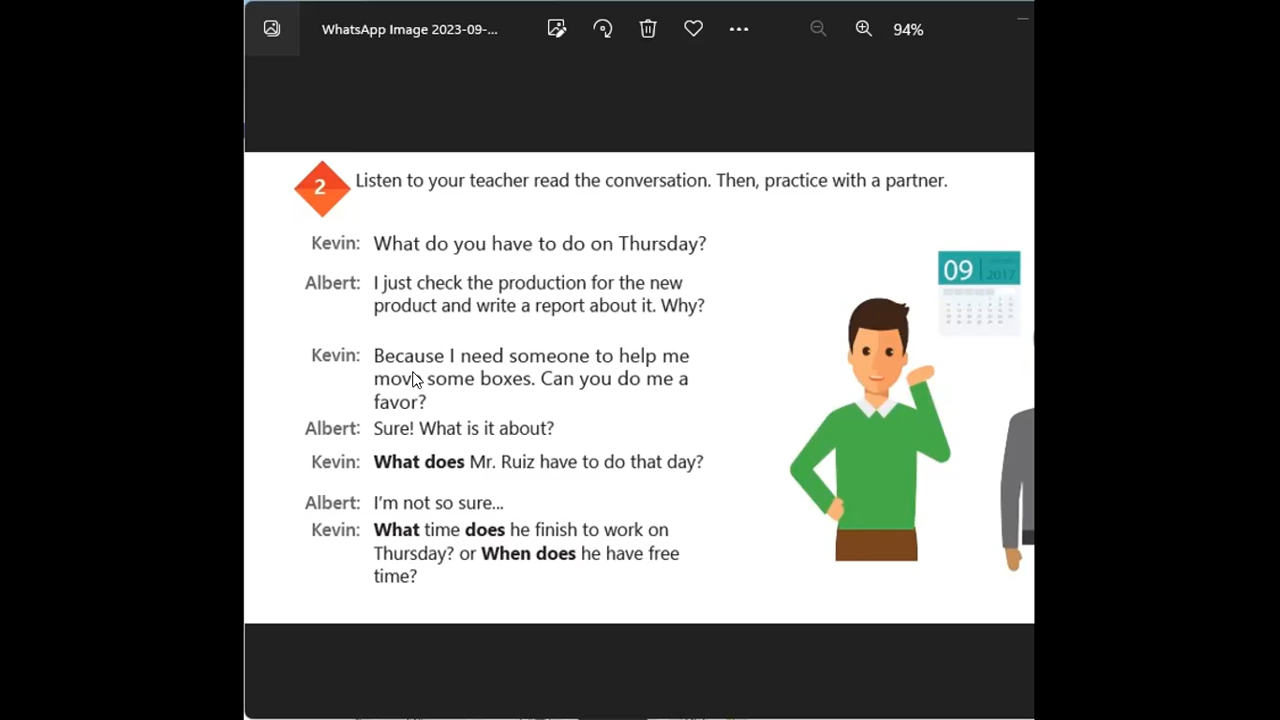 WhatsApp Image 2023-09-...
94%
2
Listen to your teacher read the conversation. Then, practice with a partner.
Kevin: What do you have to do on Thursday?
Albert: I just check the production for the new
product and write a report about it. Why?
Kevin: Because I need someone to help me
move some boxes. Can you do me a
favor?
Albert: Sure! What is it about?
Kevin: What does Mr. Ruiz have to do that day?
Albert: I'm not so sure...
Kevin: What time does he finish to work on
Thursday? or When does he have free
time?
09
2017